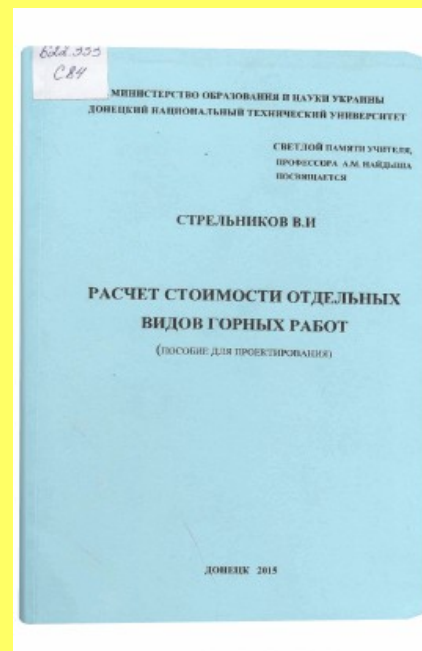 622.333
С84
МИНИСТЕРСТВО ОБРАЗОВАНИЯ И НАУКИ УКРАИНЫ
ДОНЕЦКИЙ НАЦИОНАЛЬНЫЙ ТЕХНИЧЕСКИЙ УНИВЕРСИТЕТ
СВЕТЛОЙ ПАМЯТИ УЧИТЕЛЯ,
ПРОФЕССОРА А.М. НАЙДЫША
ПОСВЯЩАЕТСЯ
СТРЕЛЬНИКОВ В.И
РАСЧЕТ СТОИМОСТИ ОТДЕЛЬНЫХ
ВИДОВ ГОРНЫХ РАБОТ
(ПОСОБИЕ ДЛЯ ПРОЕКТИРОВАНИЯ)
ДОНЕЦК 2015